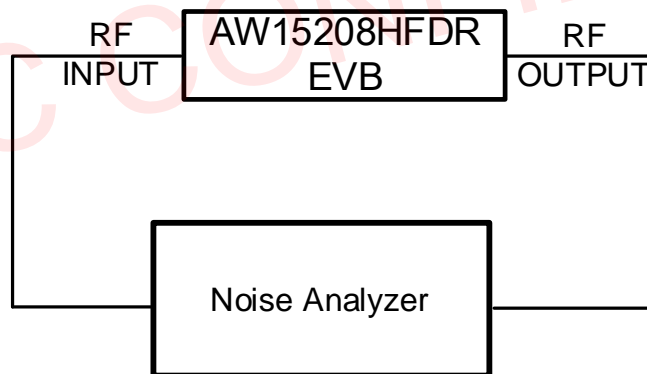 RF
INPUT
AW15208HFDR
EVB
RF
OUTPUT
Noise Analyzer